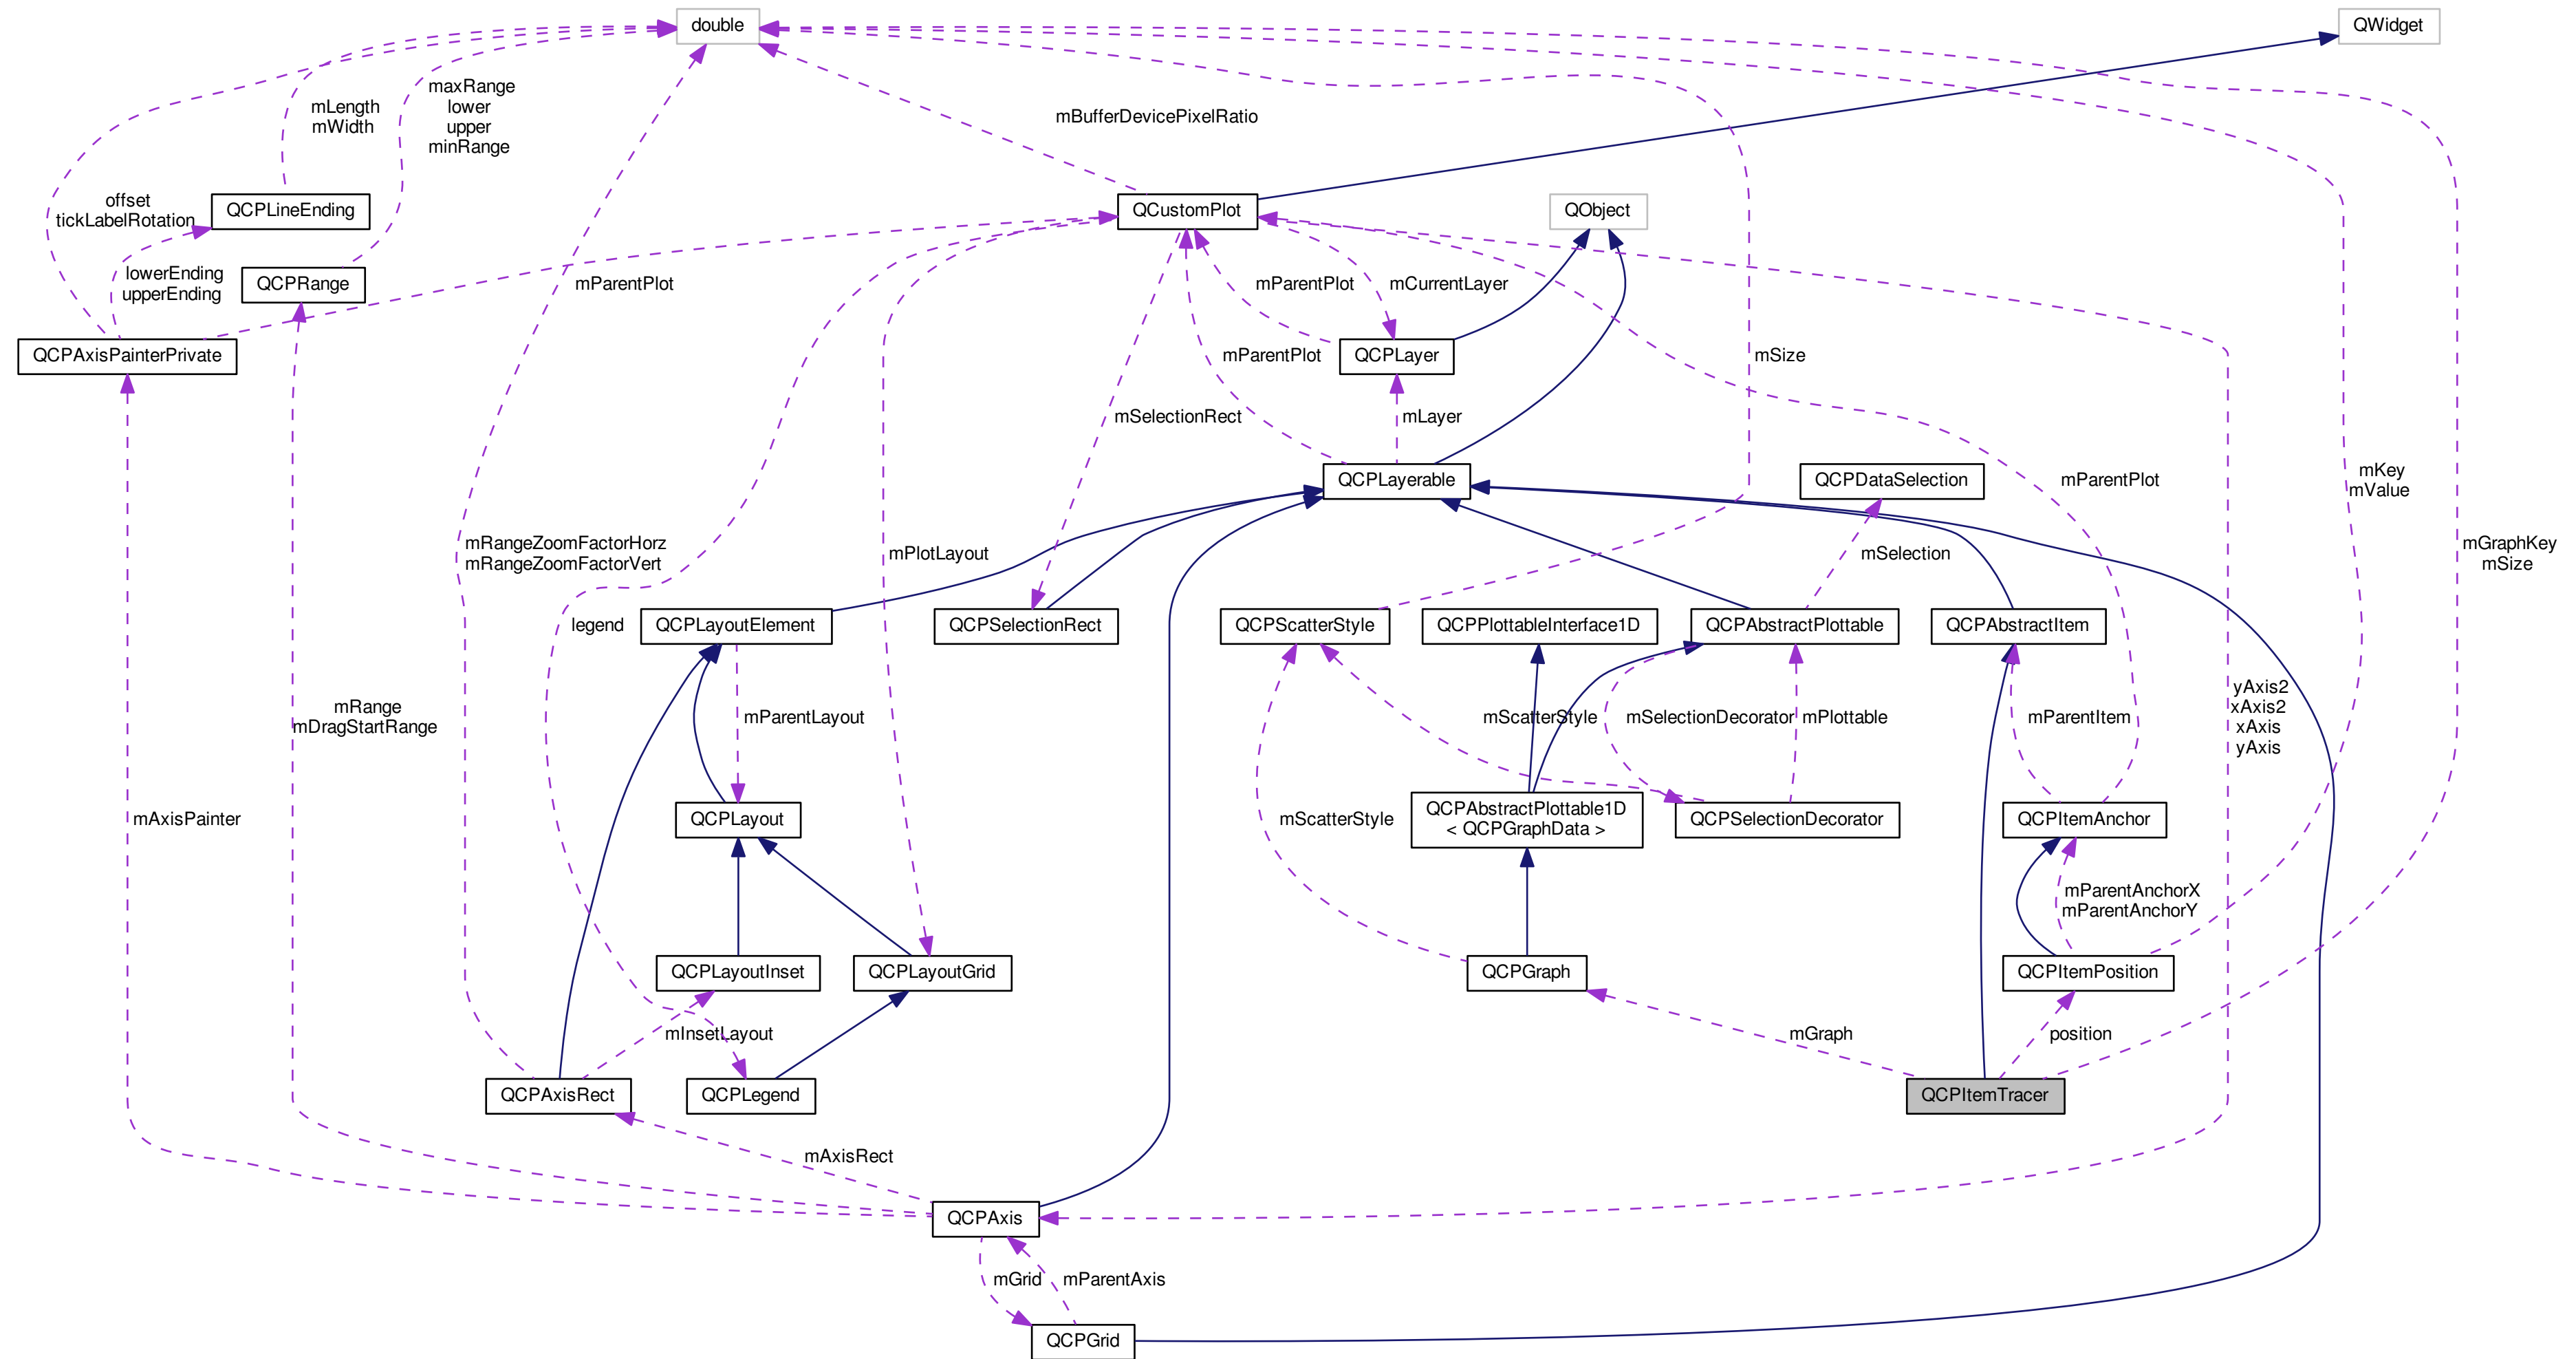 double
QWidget
maxRange
lower
upper
minRange
mLength
mWidth
mBufferDevicePixelRatio
offset
tickLabelRotation
QCPLineEnding
QCustomPlot
QObject
lowerEnding
upperEnding
QCPRange
mParentPlot
mParentPlot
mCurrentLayer
QCPAxisPainterPrivate
mParentPlot
QCPLayer
mSize
mSelectionRect
mLayer
QCPLayerable
QCPDataSelection
mParentPlot
mKey
mValue
mRangeZoomFactorHorz
mRangeZoomFactorVert
mPlotLayout
mSelection
mGraphKey
mSize
legend
QCPLayoutElement
QCPSelectionRect
QCPScatterStyle
QCPPlottableInterface1D
QCPAbstractPlottable
QCPAbstractItem
mRange
mDragStartRange
mParentLayout
mScatterStyle
mSelectionDecorator
mPlottable
mParentItem
yAxis2
xAxis2
xAxis
yAxis
mAxisPainter
QCPLayout
mScatterStyle
QCPAbstractPlottable1D
< QCPGraphData >
QCPSelectionDecorator
QCPItemAnchor
mParentAnchorX
mParentAnchorY
QCPLayoutInset
QCPLayoutGrid
QCPGraph
QCPItemPosition
mInsetLayout
mGraph
position
QCPAxisRect
QCPLegend
QCPItemTracer
mAxisRect
QCPAxis
mGrid
mParentAxis
QCPGrid